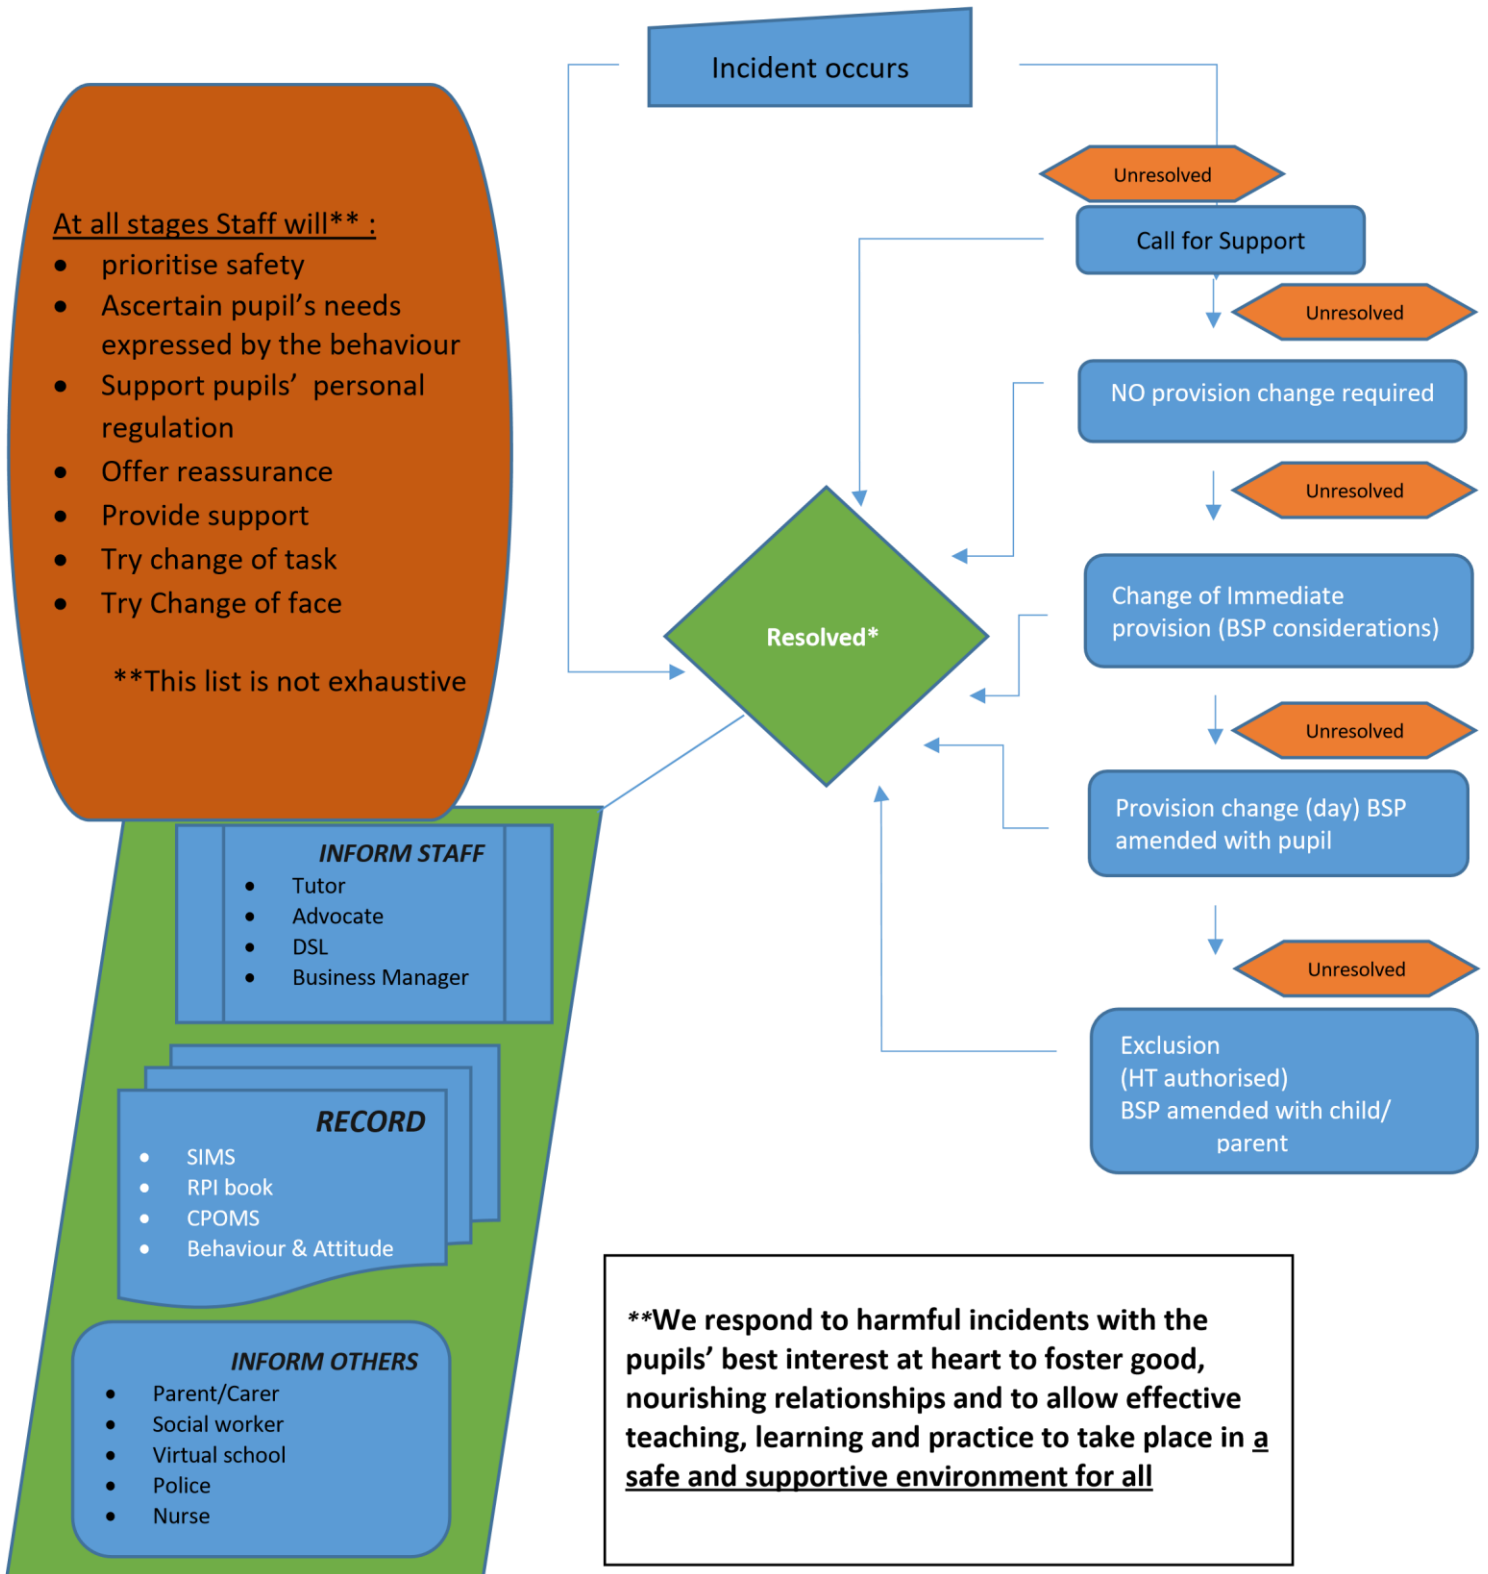 Incident occurs
Unresolved
Call for Support
Unresolved
NO provision change required
Unresolved
Change of Immediate
provision (BSP considerations)
Unresolved
Provision change (day) BSP
amended with pupil
Unresolved
Exclusion
(HT authorised)
BSP amended with child/
parent
Resolved*
At all stages Staff will** :
• prioritise safety
• Ascertain pupil’s needs
expressed by the behaviour
• Support pupils’ personal
regulation
• Offer reassurance
• Provide support
• Try change of task
• Try Change of face
**This list is not exhaustive
INFORM STAFF
• Tutor
• Advocate
• DSL
• Business Manager
RECORD
• SIMS
• RPI book
• CPOMS
• Behaviour & Attitude
INFORM OTHERS
• Parent/Carer
• Social worker
• Virtual school
• Police
• Nurse
**We respond to harmful incidents with the
pupils’ best interest at heart to foster good,
nourishing relationships and to allow effective
teaching, learning and practice to take place in a
safe and supportive environment for all